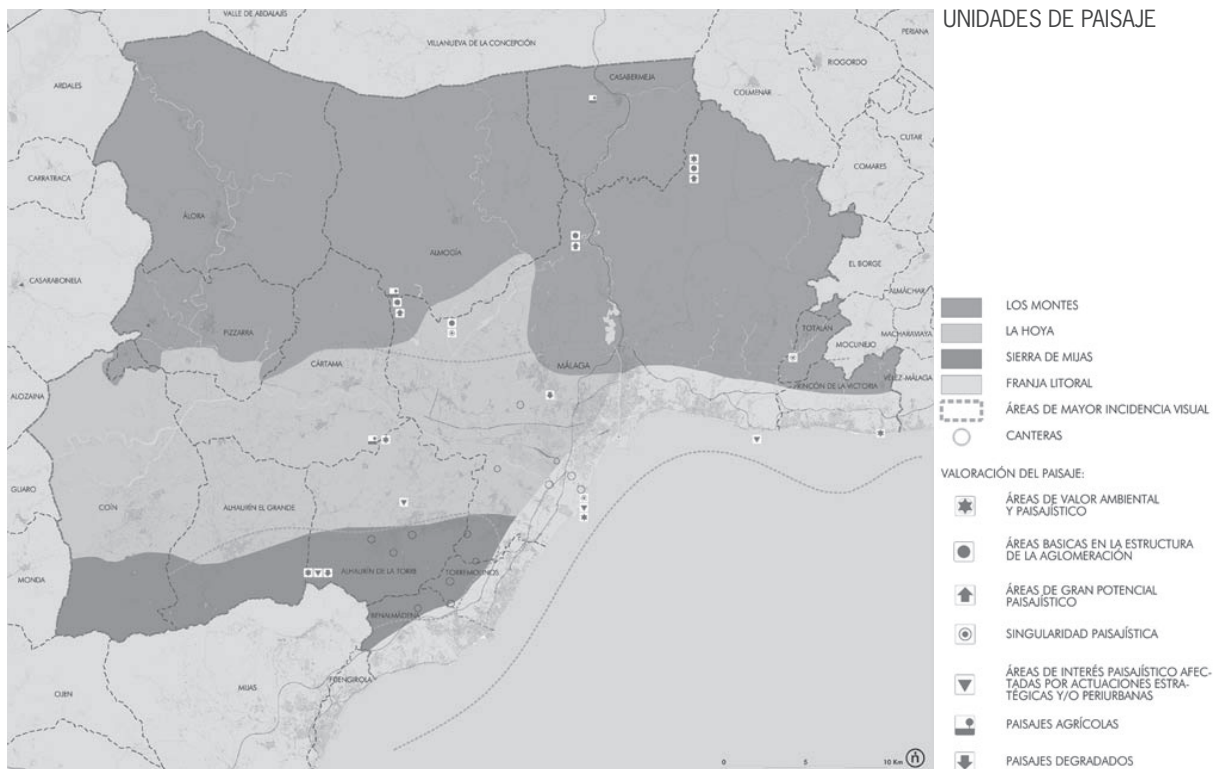 UNIDADES DE PAISAJE
VALLE DE ABDALAJÍS
VILLANUEVA DE LA CONCEPCIÓN
PERIANA
RIOGORDO
CASABERMEJA
ARDALES
COLMENAR
CUTAR
COMARES
CARRATRACA
ÁLORA
ALMOGÍA
EL BORGE
CASARABONELA
ALMÁCHAR
PIZZARRA
TOTALÁN
MACHARAVIAYA
MOCLINEJO
CÁRTAMA
MÁLAGA
VÉLEZ-MÁLAGA
RINCÓN DE LA VICTORIA
ALOZAINA
GUARO
COÍN
ALHAURÍN EL GRANDE
ALHAURÍN DE LA TORRE
TORREMOLINOS
MONDA
BENALMÁDENA
OJEN
MIJAS
FUENGIROLA
0 5 10 Km
LOS MONTES
LA HOYA
SIERRA DE MIJAS
FRANJA LITORAL
ÁREAS DE MAYOR INCIDENCIA VISUAL
CANTERAS
VALORACIÓN DEL PAISAJE:
ÁREAS DE VALOR AMBIENTAL
Y PAISAJÍSTICO
ÁREAS BASICAS EN LA ESTRUCTURA
DE LA AGLOMERACIÓN
ÁREAS DE GRAN POTENCIAL
PAISAJÍSTICO
SINGULARIDAD PAISAJÍSTICA
ÁREAS DE INTERÉS PAISAJÍSTICO AFEC-
TADAS POR ACTUACIONES ESTRA-
TÉGICAS Y/O PERIURBANAS
PAISAJES AGRÍCOLAS
PAISAJES DEGRADADOS